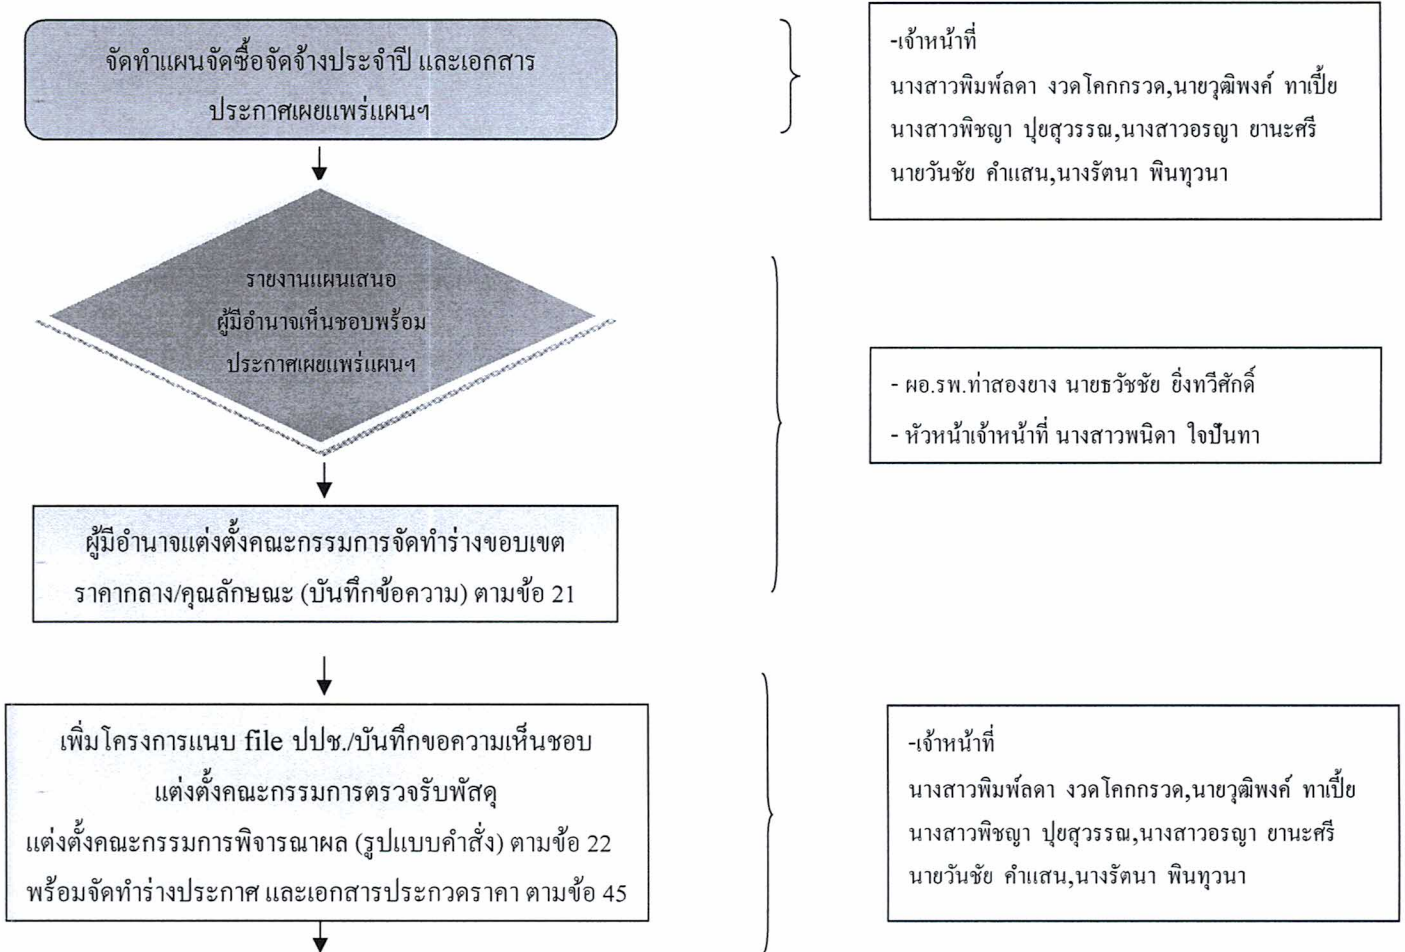 จัดทำแผนจัดซื้อจัดจ้างประจำปี และเอกสาร
ประกาศเผยแพร่แผนฯ
-เจ้าหน้าที่
นางสาวพิมพ์ลดา งวดโคกกรวด,นายวุฒิพงค์ ทาเปี้ย
นางสาวพิชญา ปุยสุวรรณ,นางสาวอรญา ยานะศรี
นายวันชัย คำแสน,นางรัตนา พินทุวนา
รายงานแผนเสนอ
ผู้มีอำนาจเห็นชอบพร้อม
ประกาศเผยแพร่แผนฯ
- ผอ.รพ.ท่าสองยาง นายธวัชชัย ยิ่งทวีศักดิ์
- หัวหน้าเจ้าหน้าที่ นางสาวพนิดา ใจปันทา
ผู้มีอำนาจแต่งตั้งคณะกรรมการจัดทำร่างขอบเขต
ราคากลาง/คุณลักษณะ (บันทึกข้อความ) ตามข้อ 21
เพิ่มโครงการแนบ file ปปช./บันทึกขอความเห็นชอบ
แต่งตั้งคณะกรรมการตรวจรับพัสดุ
แต่งตั้งคณะกรรมการพิจารณาผล (รูปแบบคำสั่ง) ตามข้อ 22
พร้อมจัดทำร่างประกาศ และเอกสารประกวดราคา ตามข้อ 45
-เจ้าหน้าที่
นางสาวพิมพ์ลดา งวดโคกกรวด,นายวุฒิพงค์ ทาเปี้ย
นางสาวพิชญา ปุยสุวรรณ,นางสาวอรญา ยานะศรี
นายวันชัย คำแสน,นางรัตนา พินทุวนา